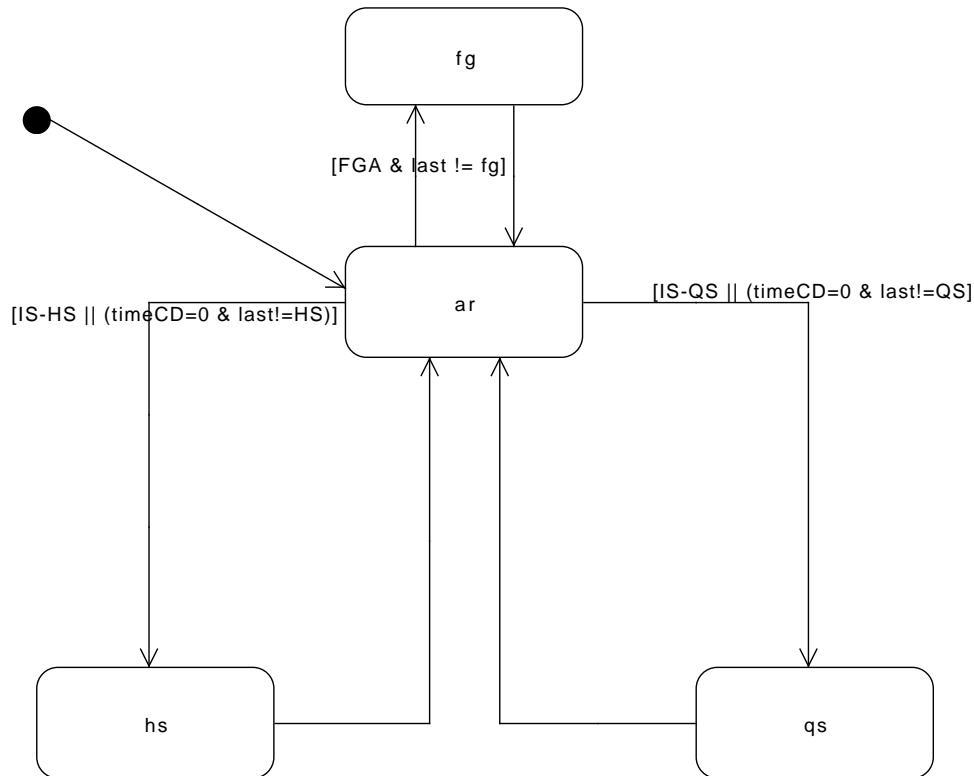 fg
[FGA & last != fg]
[IS-QS || (timeCD=0 & last!=QS]
ar
[IS-HS || (timeCD=0 & last!=HS)]
hs
qs